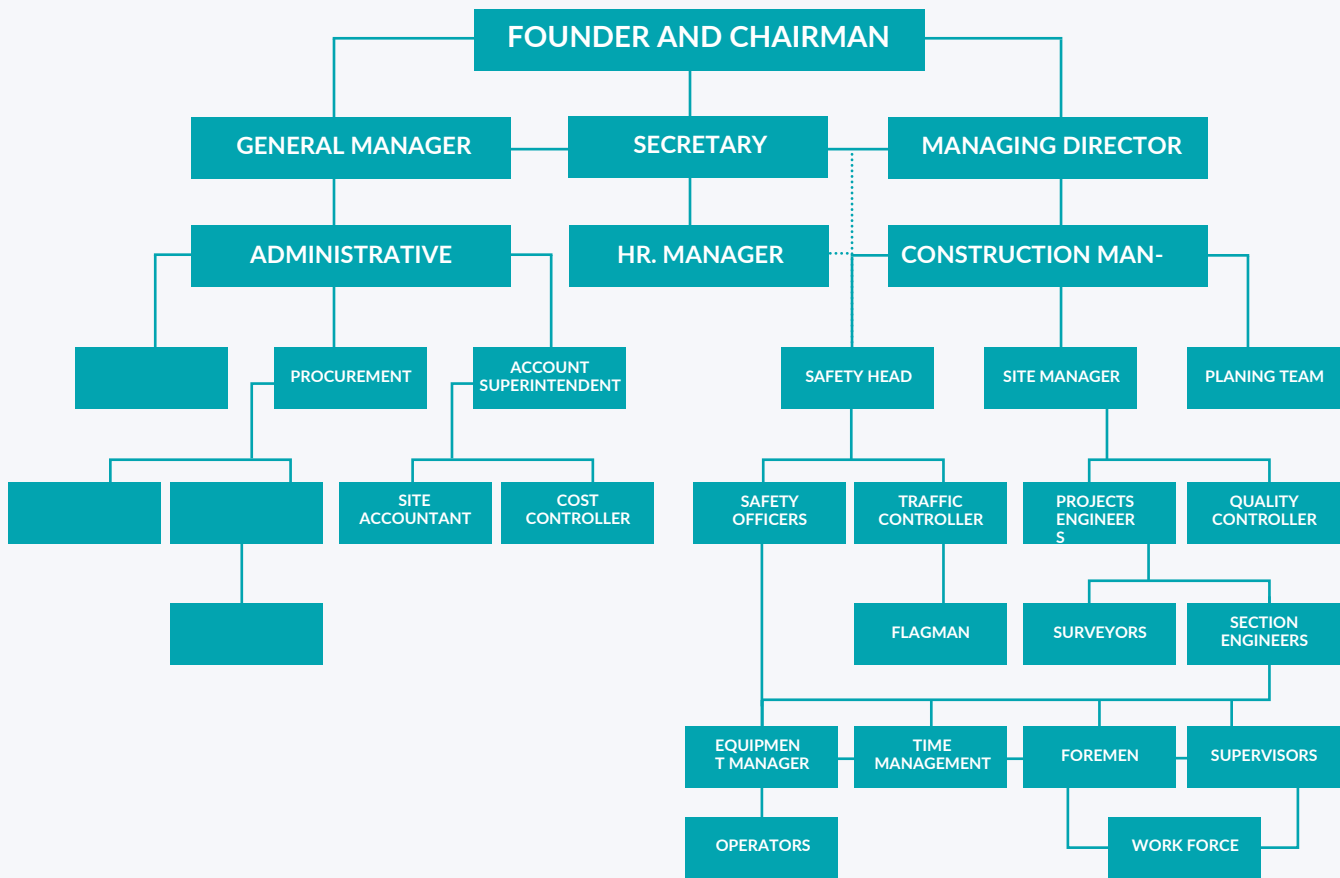 FOUNDER AND CHAIRMAN
GENERAL MANAGER
SECRETARY
MANAGING DIRECTOR
ADMINISTRATIVE
HR. MANAGER
CONSTRUCTION MAN-
PROCUREMENT
ACCOUNT
SUPERINTENDENT
SAFETY HEAD
SITE MANAGER
PLANING TEAM
SITE
ACCOUNTANT
COST
CONTROLLER
SAFETY
OFFICERS
TRAFFIC
CONTROLLER
PROJECTS
ENGINEER
S
QUALITY
CONTROLLER
FLAGMAN
SURVEYORS
SECTION
ENGINEERS
EQUIPMEN
T MANAGER
TIME
MANAGEMENT
FOREMEN
SUPERVISORS
OPERATORS
WORK FORCE